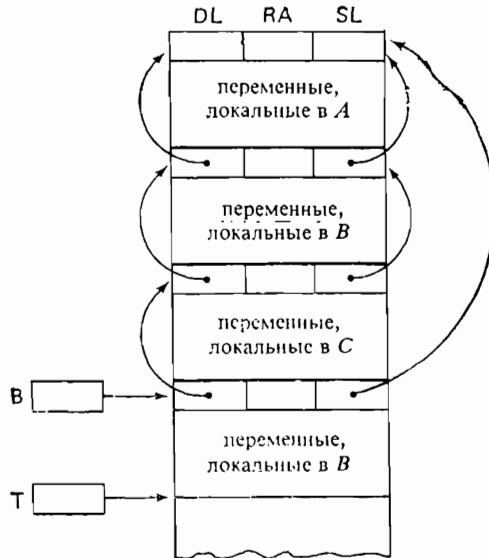 DL RA SL
переменные,
локальные в A
переменные,
локальные в B
переменные,
локальные в C
B
переменные,
локальные в B
T